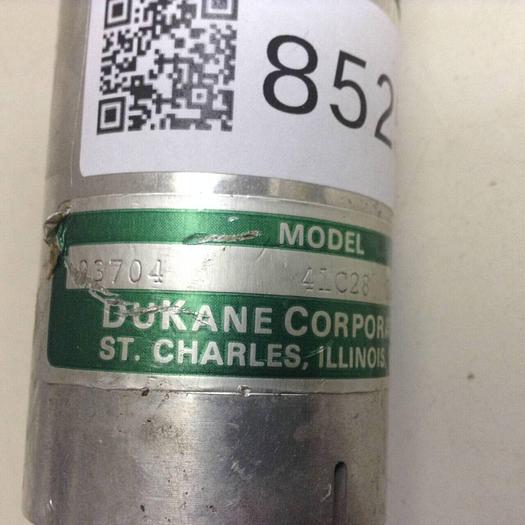 852
MODEL
93704 41C28
DUKANE CORPORA
ST. CHARLES, ILLINOIS,